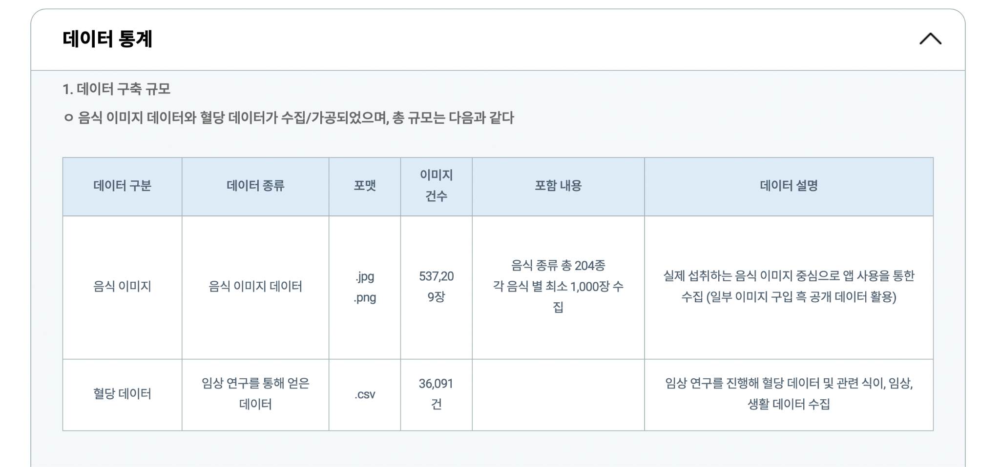 데이터 통계
1. 데이터 구축 규모
ㅇ 음식 이미지 데이터와 혈당 데이터가 수집/가공되었으며, 총 규모는 다음과 같다
데이터 구분
데이터 종류
포맷
이미지
건수
포함 내용
데이터 설명
음식 이미지
음식 이미지 데이터
.jpg
.png
537,20
9장
음식 종류 총 204종
각 음식 별 최소 1,000장 수
집
실제 섭취하는 음식 이미지 중심으로 앱 사용을 통한
수집 (일부 이미지 구입 흑 공개 데이터 활용)
혈당 데이터
임상 연구를 통해 얻은
데이터
.csv
36,091
건
임상 연구를 진행해 혈당 데이터 및 관련 식이, 임상,
생활 데이터 수집